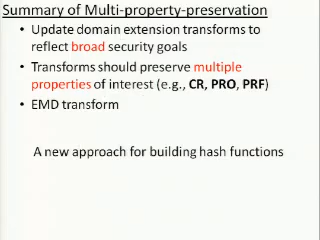 Summary of Multi-property-preservation
• Update domain extension transforms to
reflect broad security goals
• Transforms should preserve multiple
properties of interest (e.g., CR, PRO, PRF)
• EMD transform
A new approach for building hash functions